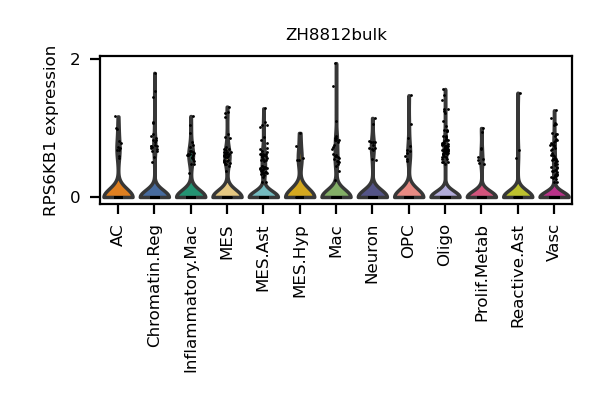 ZH8812bulk
RPS6KB1 expression
2
0
AC
Chromatin.Reg
Inflammatory.Mac
MES
MES.Ast
MES.Hyp
Mac
Neuron
OPC
Oligo
Prolif.Metab
Reactive.Ast
Vasc